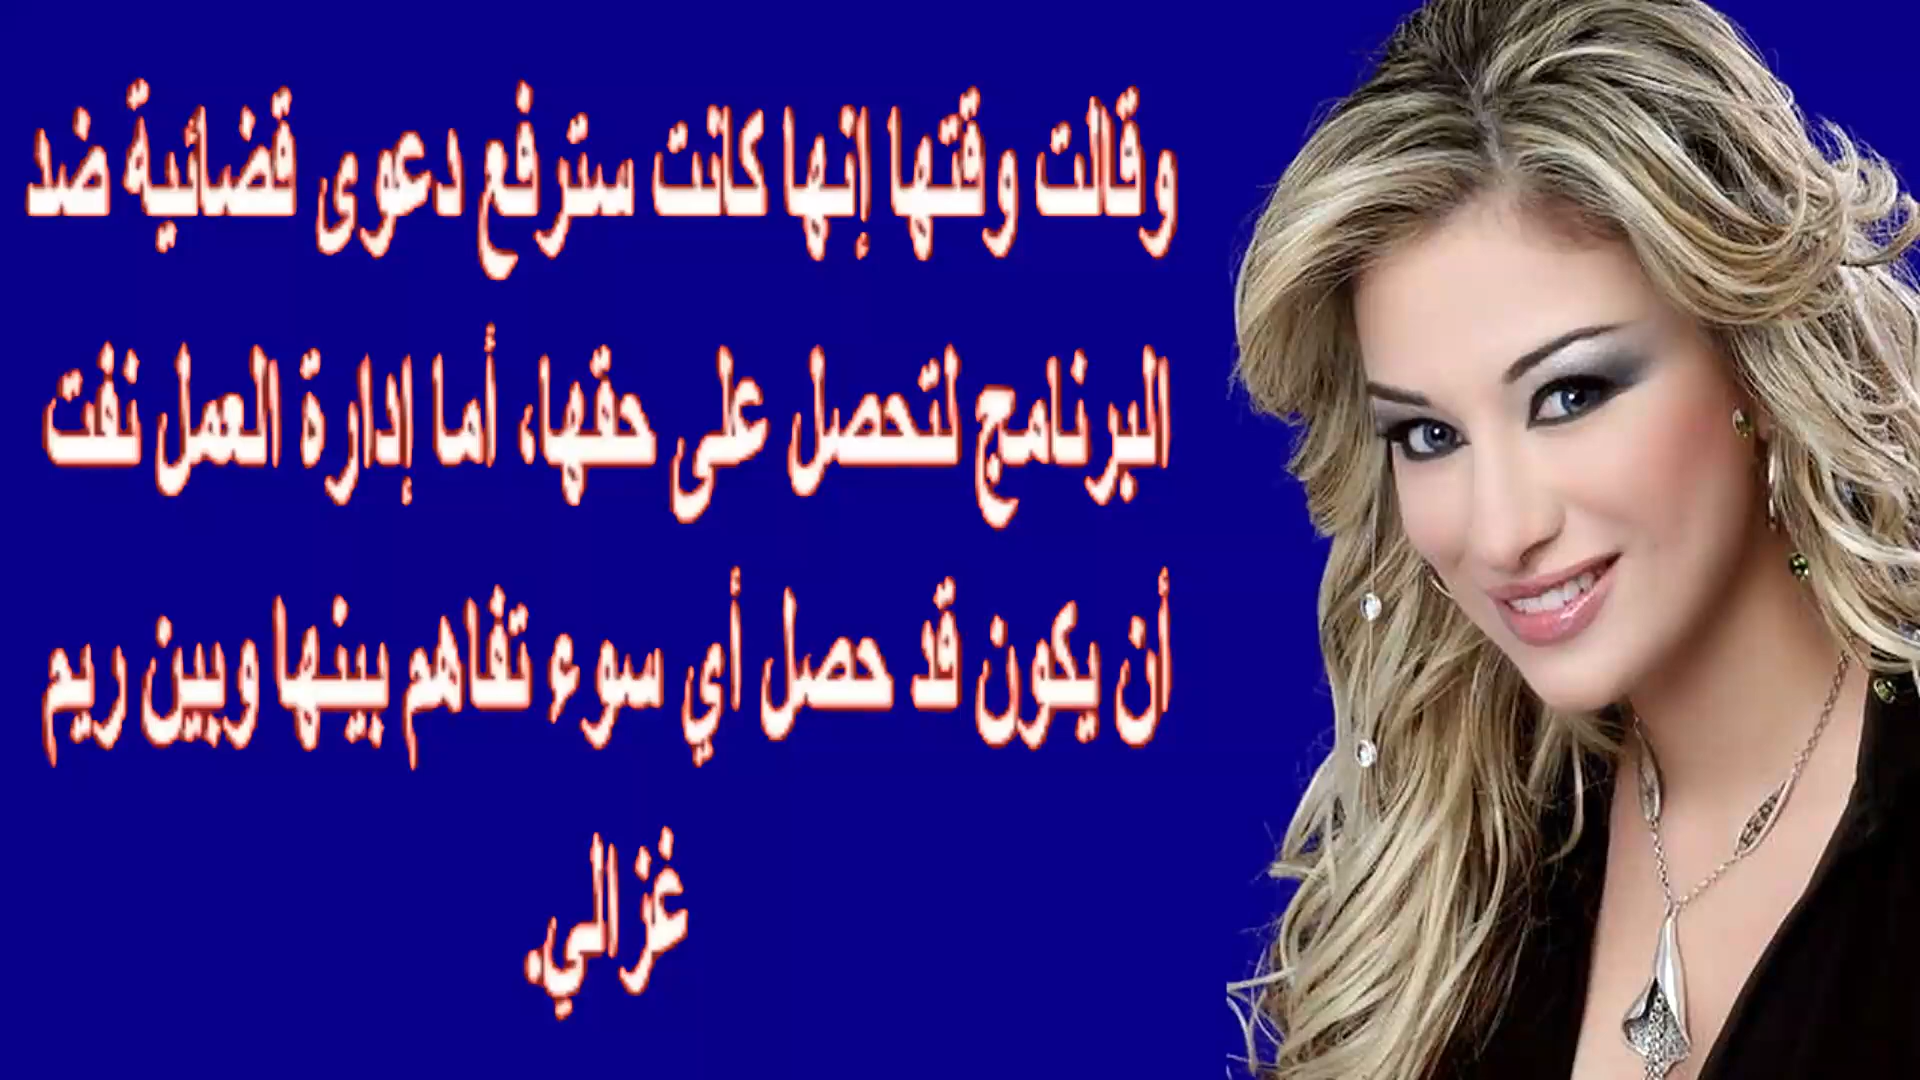 وقالت وقتها إنها كانت سترفع دعوى قضائية ضد
البرنامج لتحصل على حقها، أما إدارة العمل نفت
أن يكون قد حصل أي سوء تفاهم بينها وبين ريم
غزالي.